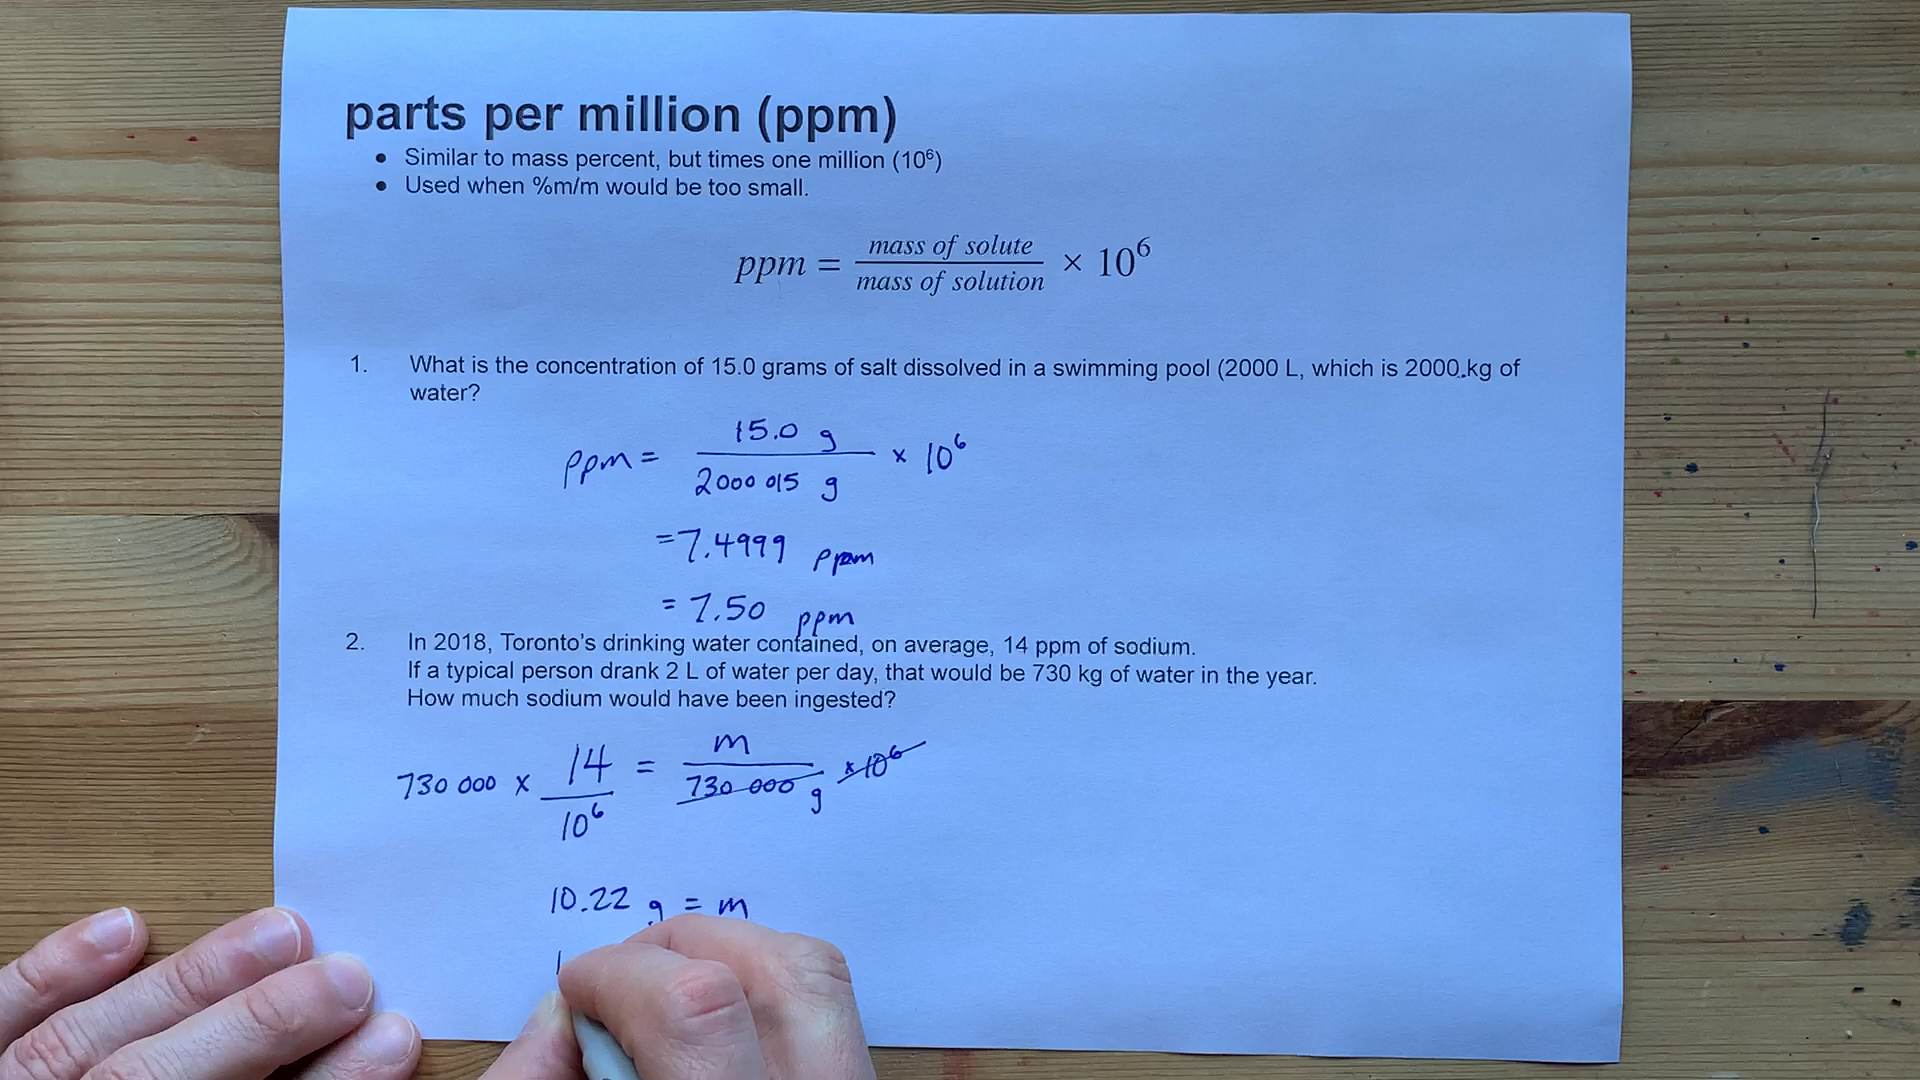 parts per million (ppm)
• Similar to mass percent, but times one million (10⁶)
• Used when %m/m would be too small.
ppm = mass of solute / mass of solution × 10⁶
1. What is the concentration of 15.0 grams of salt dissolved in a swimming pool (2000 L, which is 2000.kg of
water?
ppm = 15.0 g / 2000 015 g × 10⁶
= 7.4999 ppm
= 7.50 ppm
2. In 2018, Toronto's drinking water contained, on average, 14 ppm of sodium.
If a typical person drank 2 L of water per day, that would be 730 kg of water in the year.
How much sodium would have been ingested?
730 000 × 14 / 10⁶ = m / 730 000 g × 10⁶
10.22 g = m
1